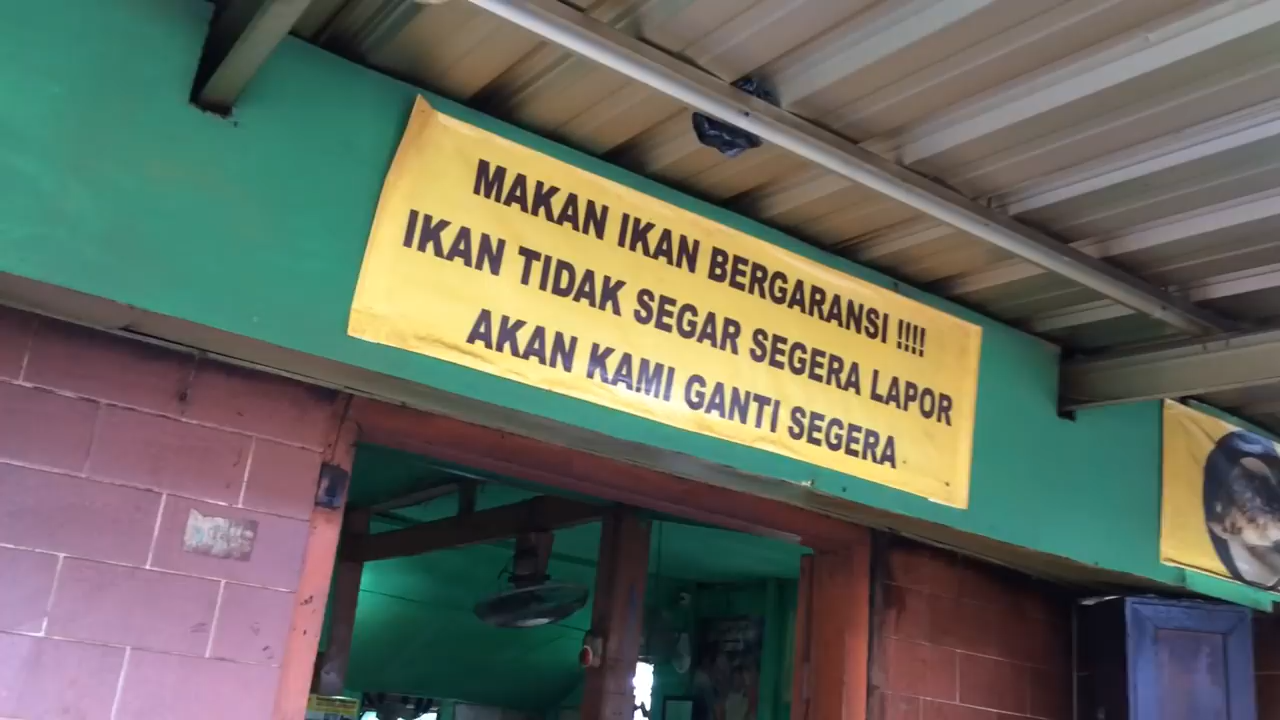 MAKAN IKAN BERGARANSI !!!!
IKAN TIDAK SEGAR SEGERA LAPOR
AKAN KAMI GANTI SEGERA